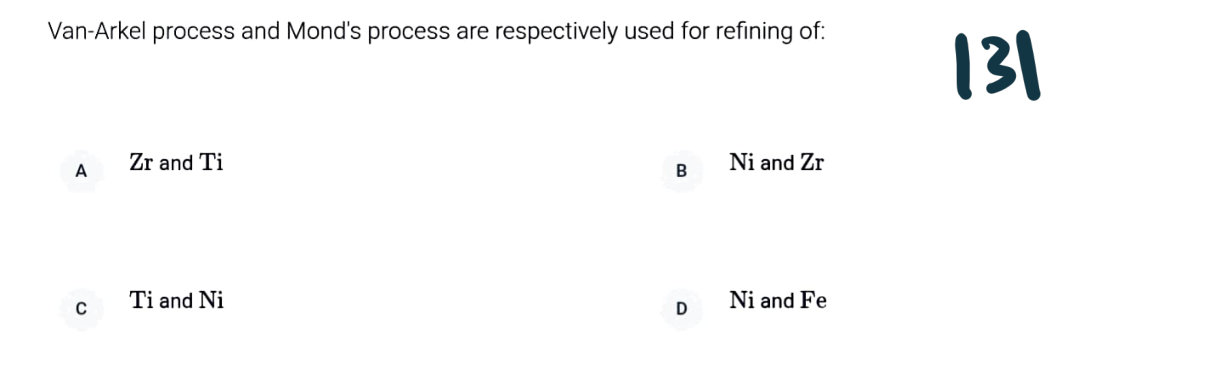 Van-Arkel process and Mond's process are respectively used for refining of:
131
A Zr and Ti
B Ni and Zr
C Ti and Ni
D Ni and Fe